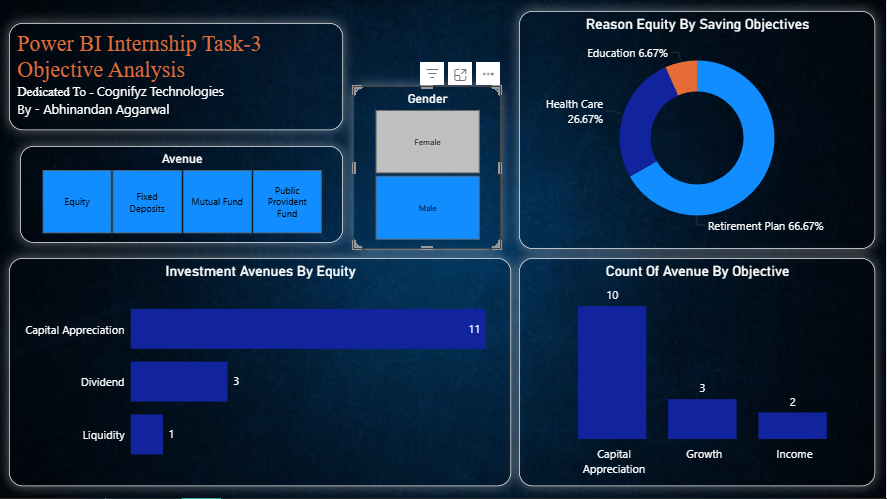 Power BI Internship Task-3
Objective Analysis
Dedicated To - Cognifyz Technologies
By - Abhinandan Aggarwal
Avenue
Equity
Fixed
Deposits
Mutual Fund
Public
Provident
Fund
Gender
Female
Male
Reason Equity By Saving Objectives
Education 6.67%
Health Care
26.67%
Retirement Plan 66.67%
Investment Avenues By Equity
Capital Appreciation 11
Dividend 3
Liquidity 1
Count Of Avenue By Objective
10
3
2
Capital
Appreciation
Growth
Income